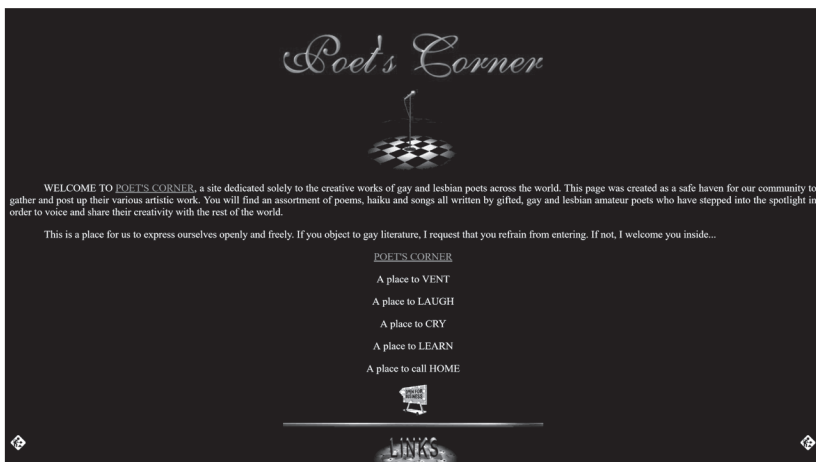 Poet's Corner
WELCOME TO POET'S CORNER, a site dedicated solely to the creative works of gay and lesbian poets across the world. This page was created as a safe haven for our community to
gather and post up their various artistic work. You will find an assortment of poems, haiku and songs all written by gifted, gay and lesbian amateur poets who have stepped into the spotlight in
order to voice and share their creativity with the rest of the world.
This is a place for us to express ourselves openly and freely. If you object to gay literature, I request that you refrain from entering. If not, I welcome you inside...
POET'S CORNER
A place to VENT
A place to LAUGH
A place to CRY
A place to LEARN
A place to call HOME
OPEN FOR
BUSINESS
LINKS